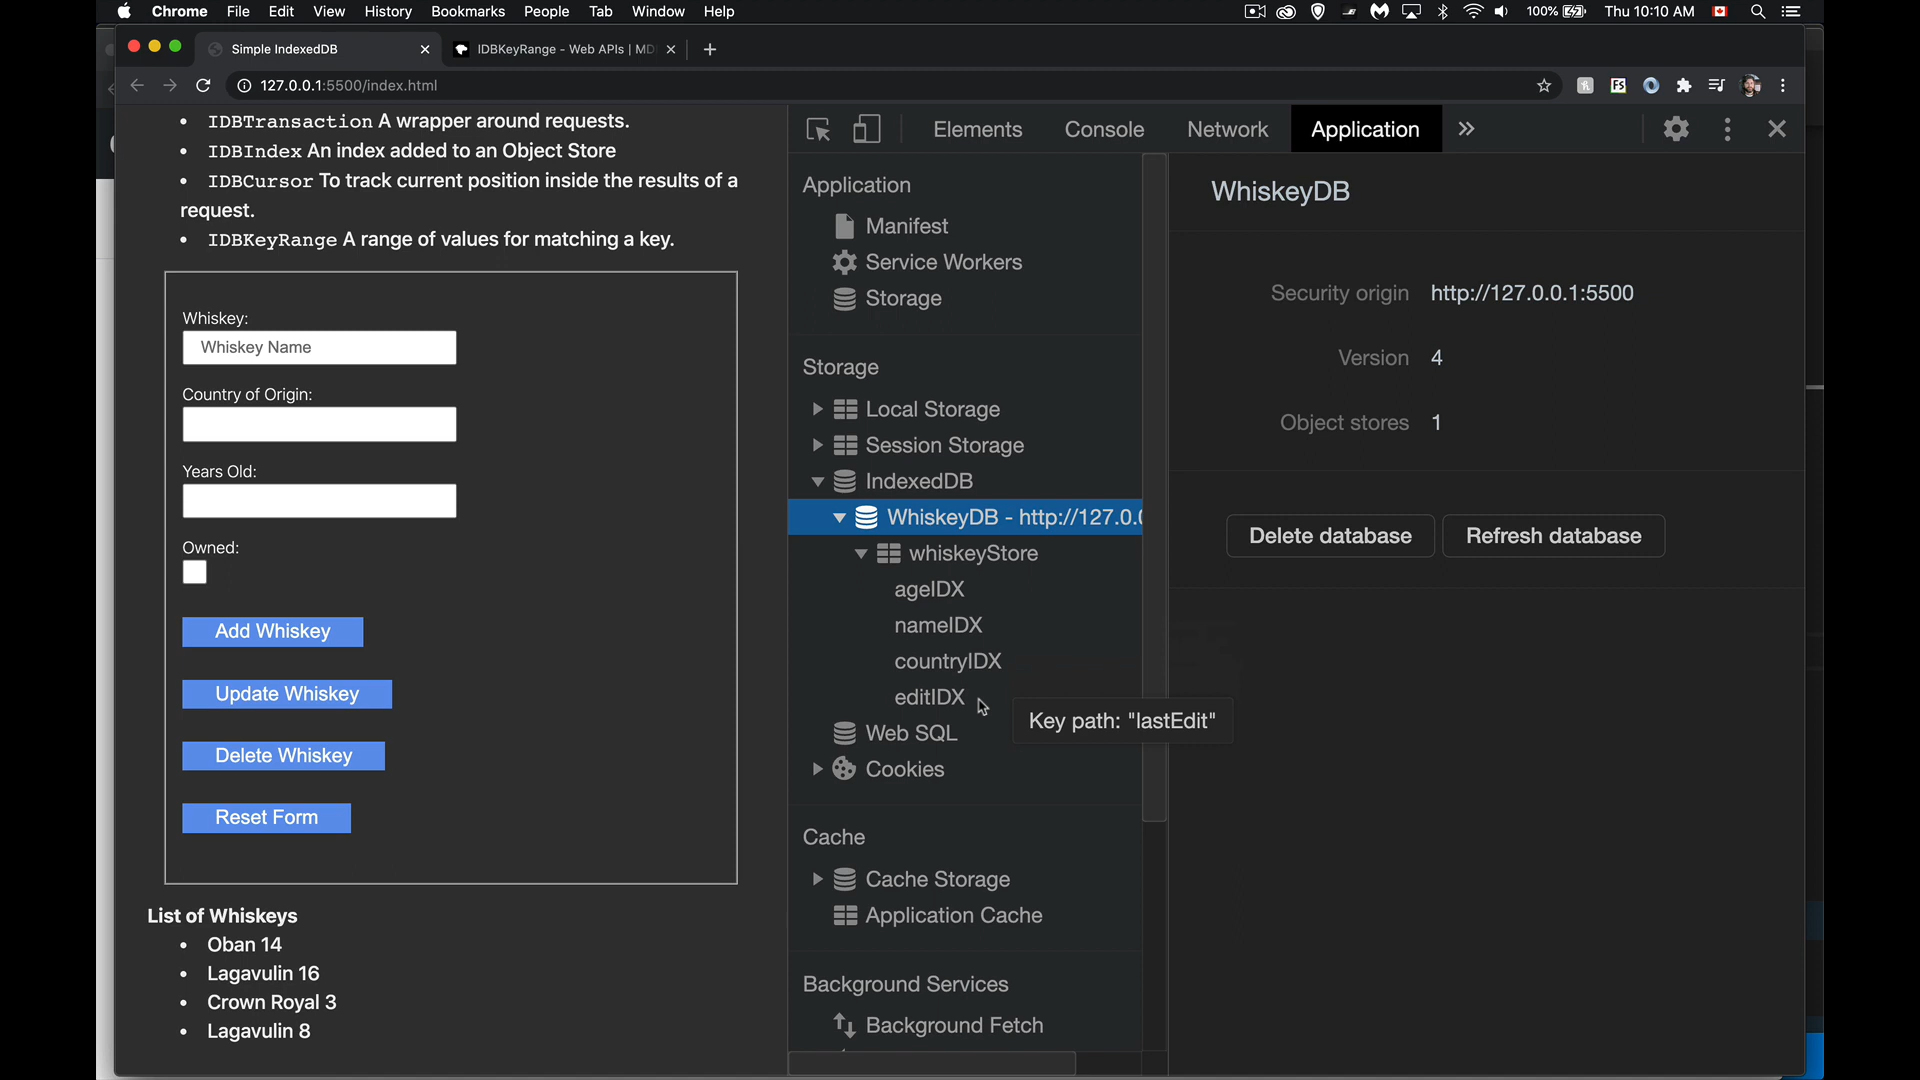 Chrome File Edit View History Bookmarks People Tab Window Help
100% Thu 10:10 AM
Simple IndexedDB
IDBKeyRange - Web APIs | MD
127.0.0.1:5500/index.html
• IDBTransaction A wrapper around requests.
• IDBIndex An index added to an Object Store
• IDBCursor To track current position inside the results of a
request.
• IDBKeyRange A range of values for matching a key.
Whiskey:
Whiskey Name
Country of Origin:
Years Old:
Owned:
Add Whiskey
Update Whiskey
Delete Whiskey
Reset Form
List of Whiskeys
• Oban 14
• Lagavulin 16
• Crown Royal 3
• Lagavulin 8
Elements Console Network Application
Application
Manifest
Service Workers
Storage
Storage
Local Storage
Session Storage
IndexedDB
WhiskeyDB - http://127.0.0
whiskeyStore
ageIDX
nameIDX
countryIDX
editIDX
Key path: "lastEdit"
Web SQL
Cookies
Cache
Cache Storage
Application Cache
Background Services
Background Fetch
WhiskeyDB
Security origin http://127.0.0.1:5500
Version 4
Object stores 1
Delete database Refresh database